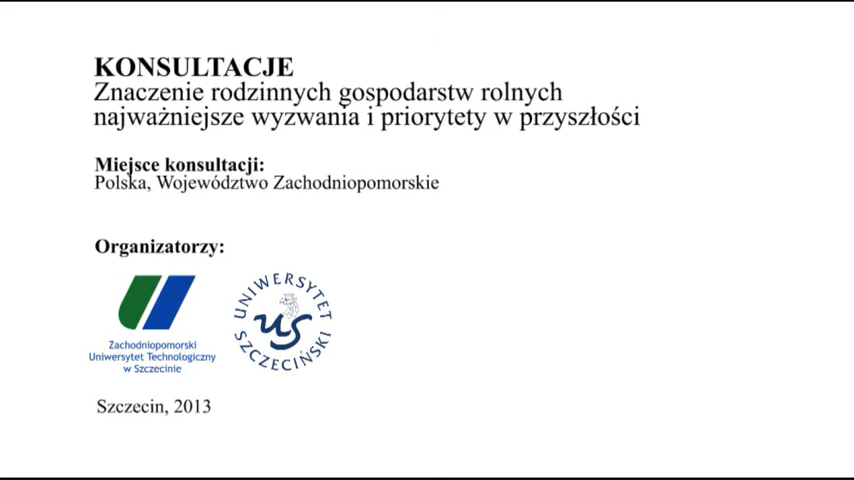 KONSULTACJE
Znaczenie rodzinnych gospodarstw rolnych
najważniejsze wyzwania i priorytety w przyszłości
Miejsce konsultacji:
Polska, Województwo Zachodniopomorskie
Organizatorzy:
Zachodniopomorski
Uniwersytet Technologiczny
w Szczecinie
UNIWERSYTET
US
SZCZECIŃSKI
Szczecin, 2013